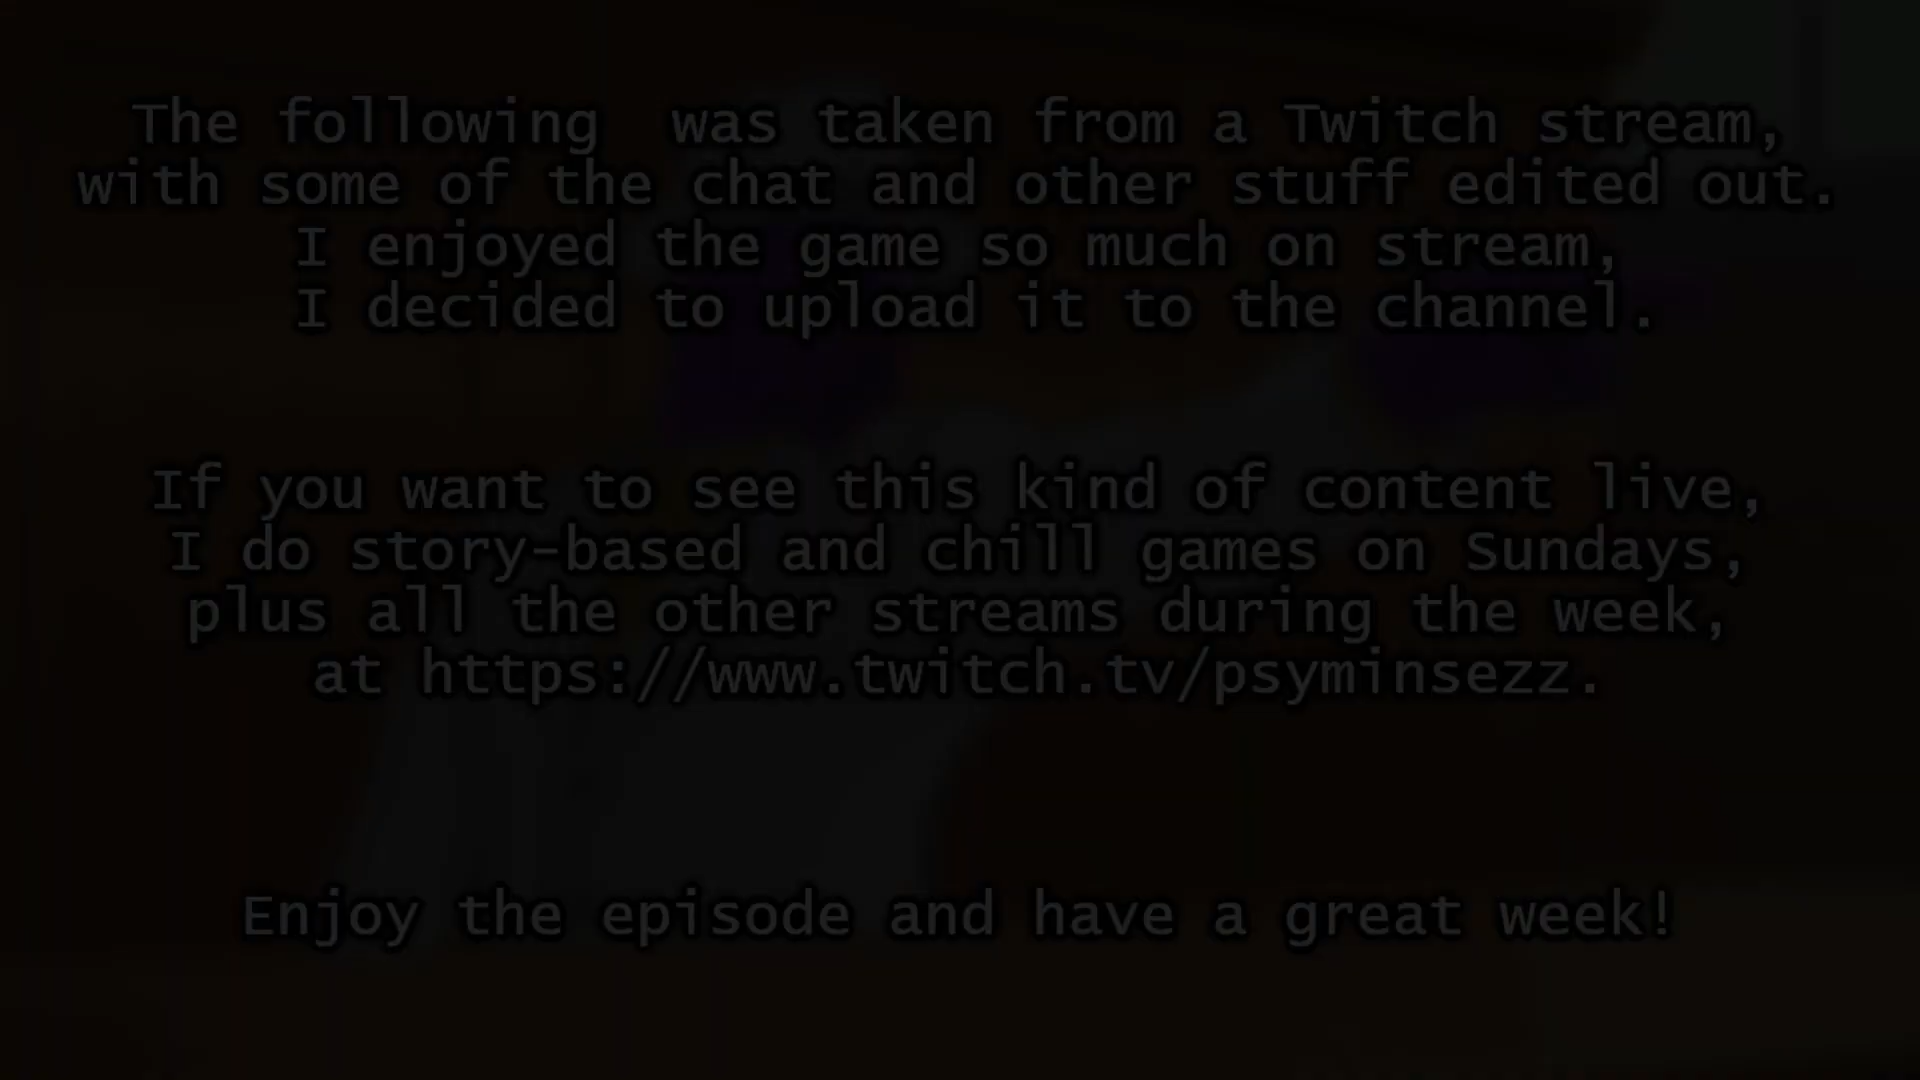 The following  was taken from a Twitch stream,
with some of the chat and other stuff edited out.
I enjoyed the game so much on stream,
I decided to upload it to the channel.
If you want to see this kind of content live,
I do story-based and chill games on Sundays,
plus all the other streams during the week,
at https://www.twitch.tv/psyminsezz.
Enjoy the episode and have a great week!